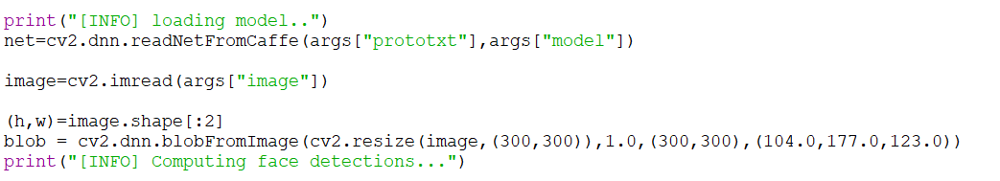 print("[INFO] loading model..")
net=cv2.dnn.readNetFromCaffe(args["prototxt"],args["model"])
image=cv2.imread(args["image"])
(h,w)=image.shape[:2]
blob = cv2.dnn.blobFromImage(cv2.resize(image,(300,300)),1.0,(300,300),(104.0,177.0,123.0))
print("[INFO] Computing face detections...")